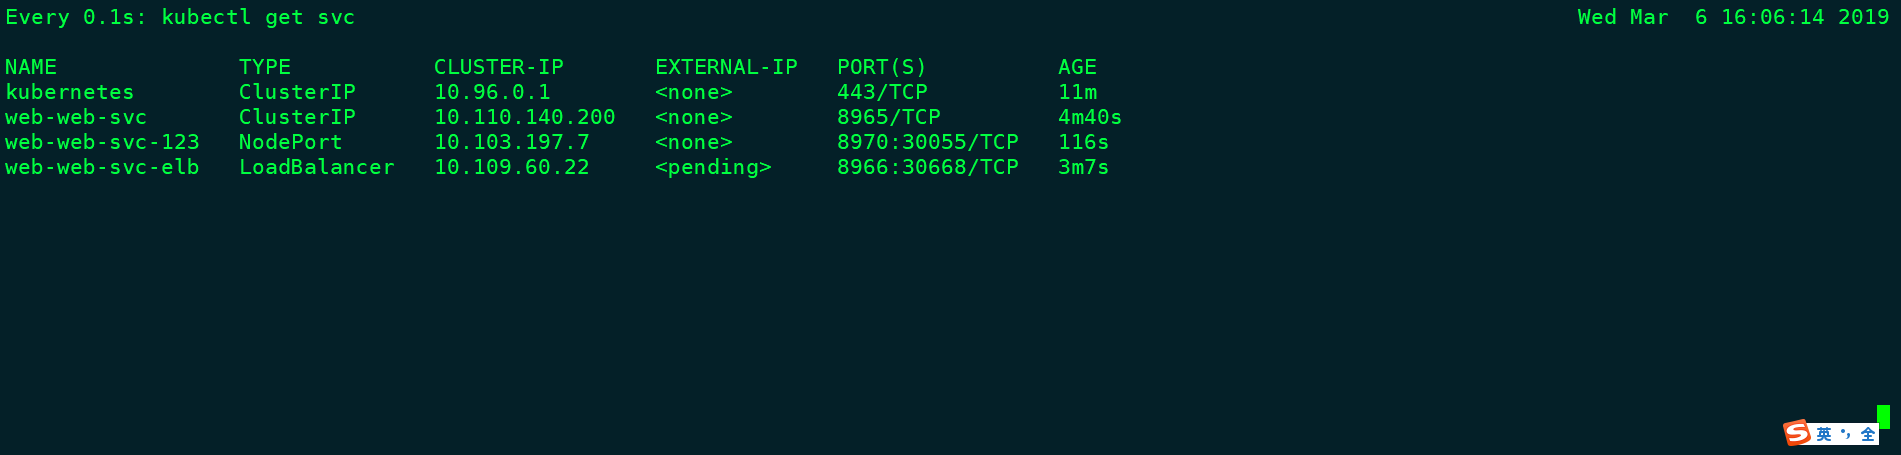 Every 0.1s: kubectl get svc Wed Mar  6 16:06:14 2019
NAME TYPE CLUSTER-IP EXTERNAL-IP PORT(S) AGE
kubernetes ClusterIP 10.96.0.1 <none> 443/TCP 11m
web-web-svc ClusterIP 10.110.140.200 <none> 8965/TCP 4m40s
web-web-svc-123 NodePort 10.103.197.7 <none> 8970:30055/TCP 116s
web-web-svc-elb LoadBalancer 10.109.60.22 <pending> 8966:30668/TCP 3m7s
S 英 •, 全